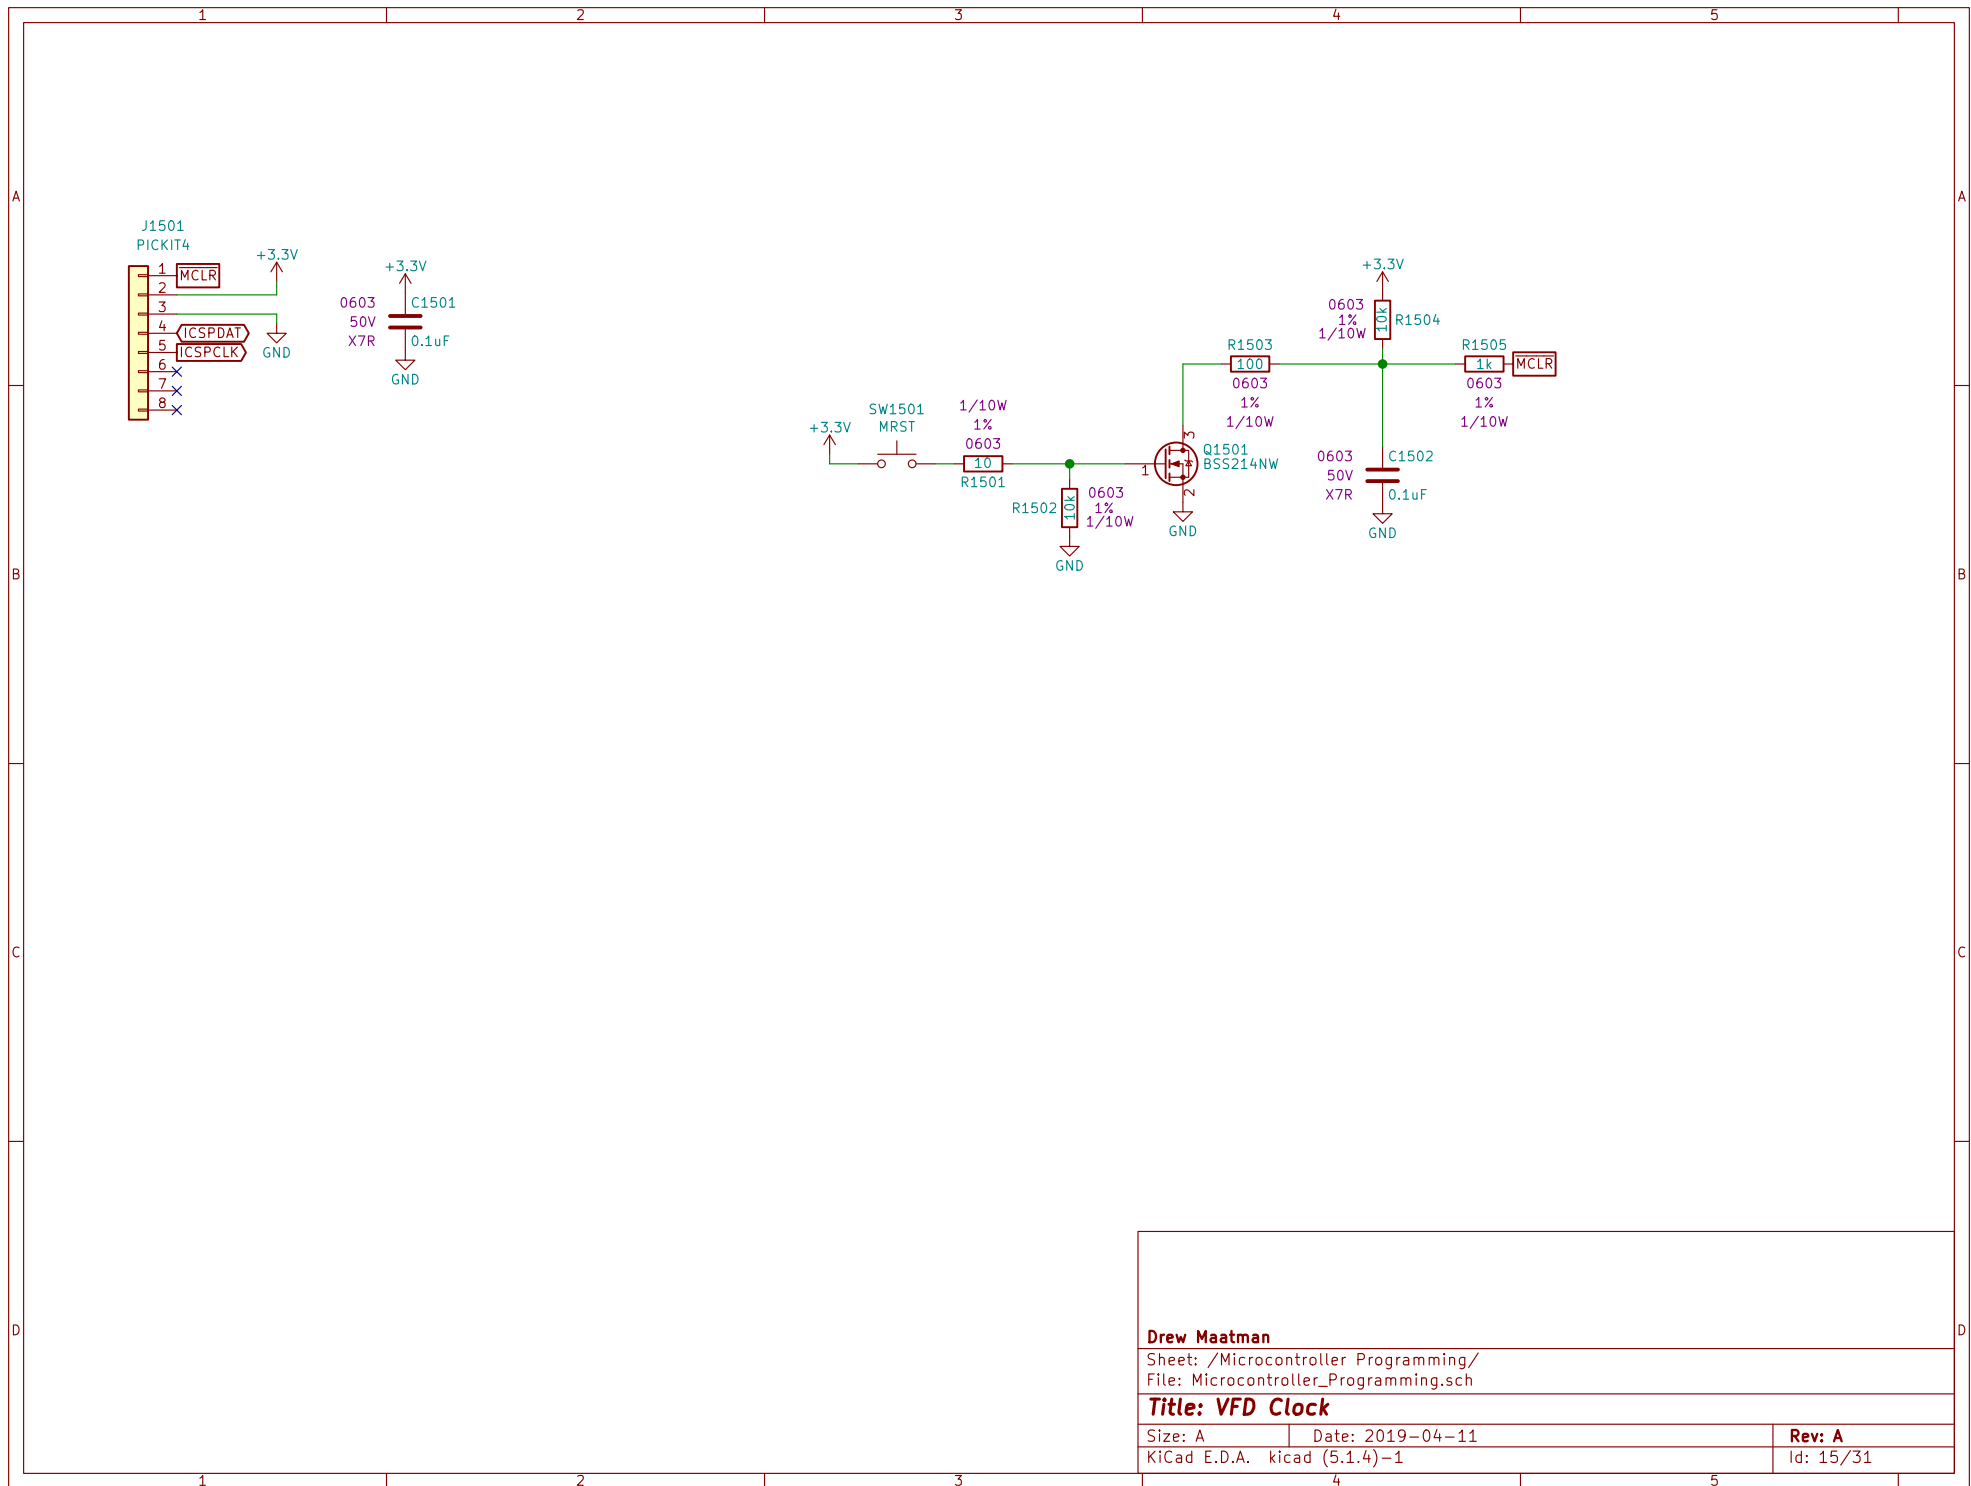 1 2 3 4 5
A A
J1501
PICKIT4
1 MCLR
2
3
4 ICSPDAT
5 ICSPCLK
6
7
8
+3.3V
GND
+3.3V
0603 C1501
50V
X7R 0.1uF
GND
+3.3V
SW1501
MRST
1/10W
1%
0603
10
R1501
R1502 10k
0603
1%
1/10W
GND
1
3
2
Q1501
BSS214NW
GND
R1503
100
0603
1%
1/10W
+3.3V
0603
1%
1/10W
10k R1504
R1505
1k MCLR
0603
1%
1/10W
0603 C1502
50V
X7R 0.1uF
GND
B B
C C
D D
Drew Maatman
Sheet: /Microcontroller Programming/
File: Microcontroller_Programming.sch
Title: VFD Clock
Size: A Date: 2019-04-11 Rev: A
KiCad E.D.A. kicad (5.1.4)-1 Id: 15/31
1 2 3 4 5